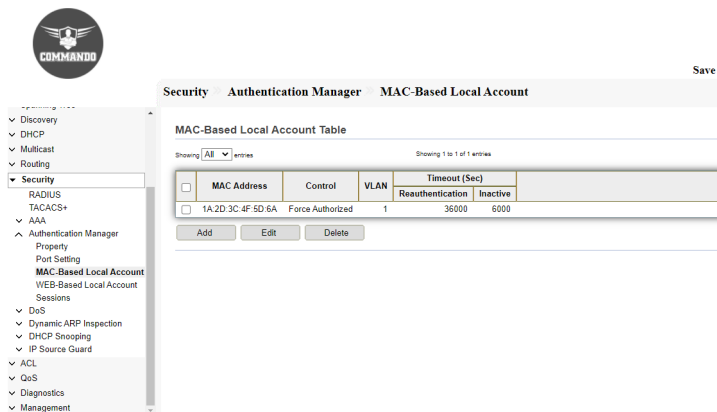 COMMANDO
Save
Security » Authentication Manager » MAC-Based Local Account
Discovery
DHCP
Multicast
Routing
Security
RADIUS
TACACS+
AAA
Authentication Manager
Property
Port Setting
MAC-Based Local Account
WEB-Based Local Account
Sessions
DoS
Dynamic ARP Inspection
DHCP Snooping
IP Source Guard
ACL
QoS
Diagnostics
Management
MAC-Based Local Account Table
Showing All entries Showing 1 to 1 of 1 entries
MAC Address Control VLAN Timeout (Sec)
Reauthentication Inactive
1A:2D:3C:4F:5D:6A Force Authorized 1 36000 6000
Add Edit Delete